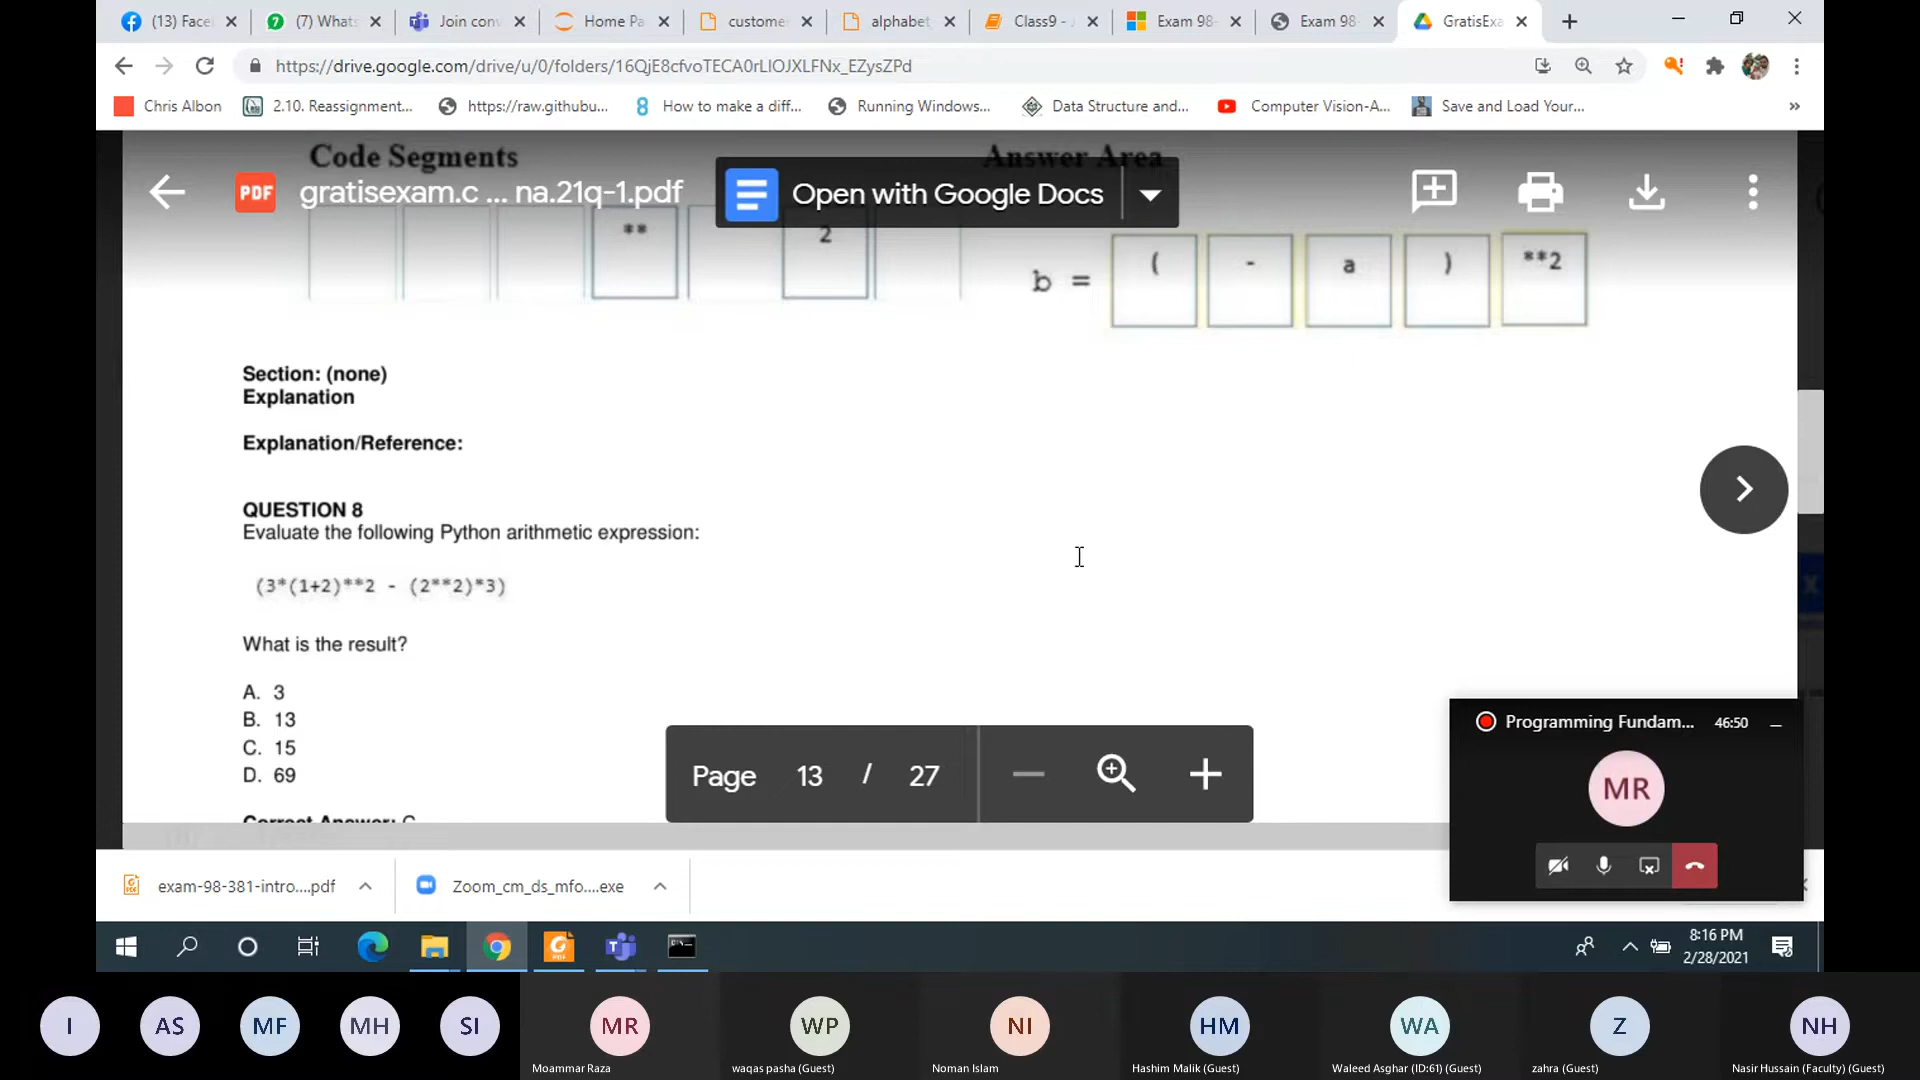 (13) Face
7
(7) Whats
Join con
Home Pa
custome
alphabet
Class9 -
Exam 98-
Exam 98-
GratisExa
https://drive.google.com/drive/u/0/folders/16QjE8cfvoTECA0rLIOJXLFNx_EZysZPd
Chris Albon
2.10. Reassignment...
https://raw.githubu...
How to make a diff...
Running Windows...
Data Structure and...
Computer Vision-A...
Save and Load Your...
»
Code Segments
Answer Area
PDF
gratisexam.c ... na.21q-1.pdf
Open with Google Docs
**
2
b = ( - a ) **2
Section: (none)
Explanation
Explanation/Reference:
QUESTION 8
Evaluate the following Python arithmetic expression:
(3*(1+2)**2 - (2**2)*3)
What is the result?
A. 3
B. 13
C. 15
D. 69
Correct Answer: C
Page 13 / 27
Programming Fundam...
46:50
MR
exam-98-381-intro....pdf
Zoom_cm_ds_mfo....exe
8:16 PM
2/28/2021
I
AS
MF
MH
SI
MR
WP
NI
HM
WA
Z
NH
Moammar Raza
waqas pasha (Guest)
Noman Islam
Hashim Malik (Guest)
Waleed Asghar (ID:61) (Guest)
zahra (Guest)
Nasir Hussain (Faculty) (Guest)